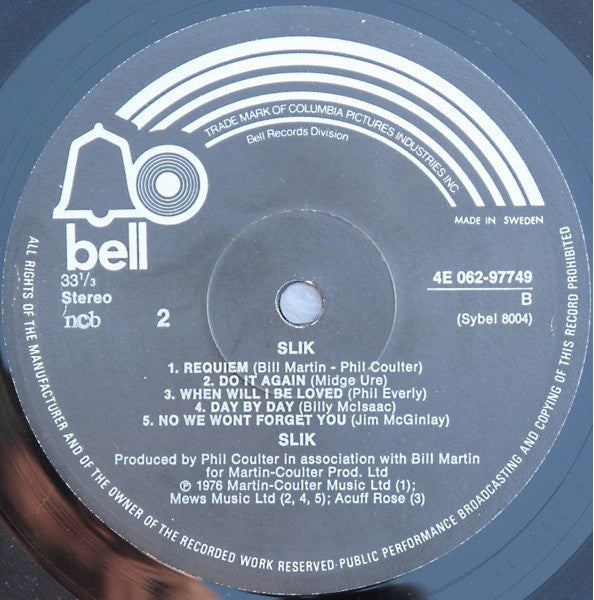 TRADE MARK OF COLUMBIA PICTURES INDUSTRIES INC.
Bell Records Division
MADE IN SWEDEN
bell
33 1/3
Stereo
ncb
2
4E 062-97749
B
(Sybel 8004)
SLIK
1. REQUIEM (Bill Martin - Phil Coulter)
2. DO IT AGAIN (Midge Ure)
3. WHEN WILL I BE LOVED (Phil Everly)
4. DAY BY DAY (Billy McIsaac)
5. NO WE WONT FORGET YOU (Jim McGinlay)
SLIK
Produced by Phil Coulter in association with Bill Martin
for Martin-Coulter Prod. Ltd
℗ 1976 Martin-Coulter Music Ltd (1);
Mews Music Ltd (2, 4, 5); Acuff Rose (3)
ALL RIGHTS OF THE MANUFACTURER AND OF THE OWNER OF THE RECORDED WORK RESERVED·PUBLIC PERFORMANCE BROADCASTING AND COPYING OF THIS RECORD PROHIBITED